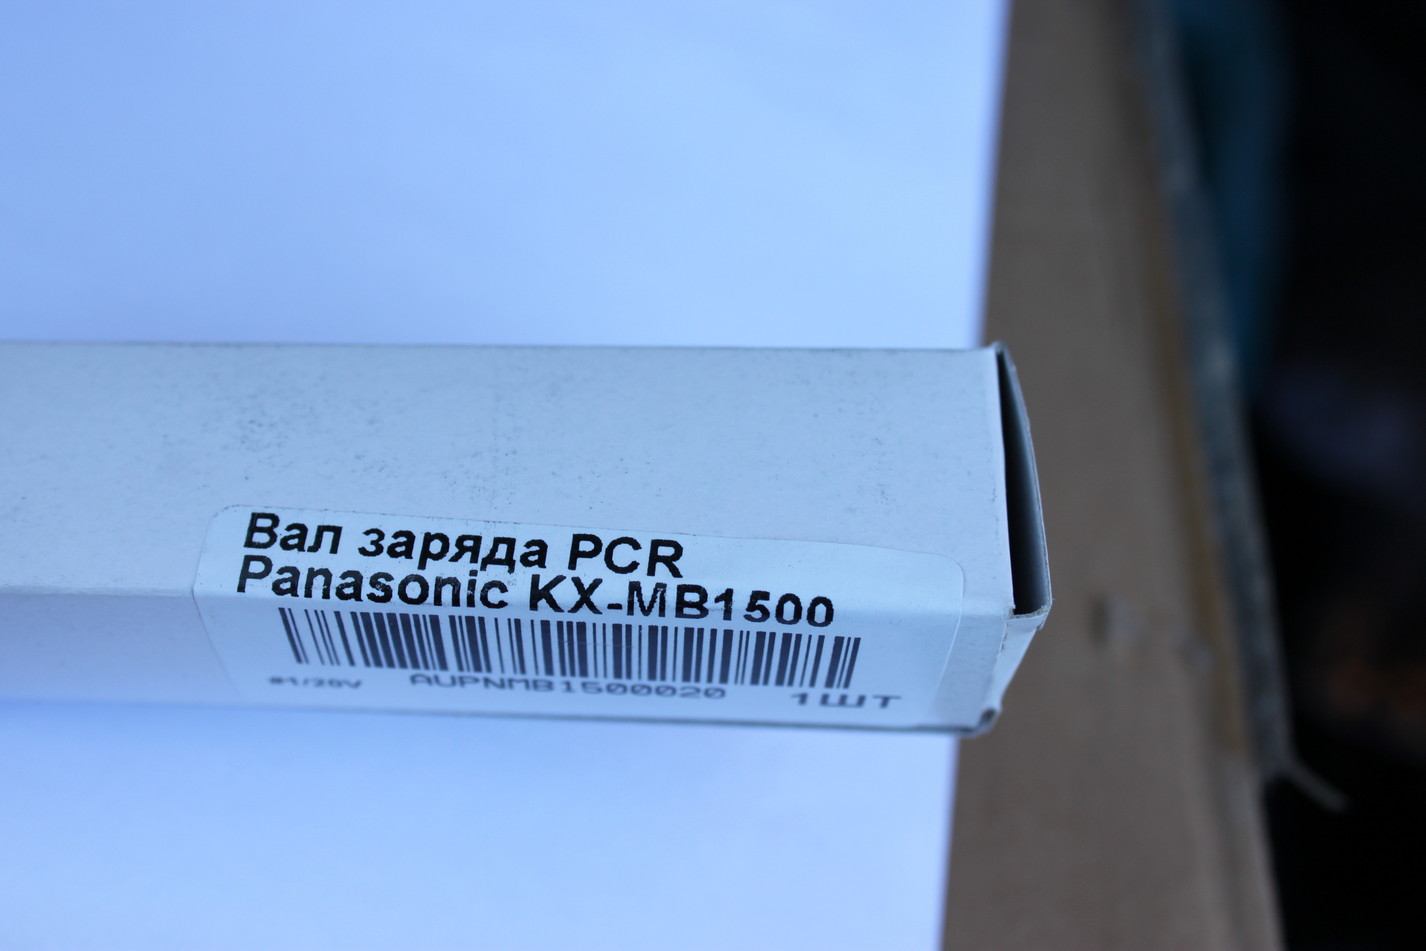 Вал заряда PCR
Panasonic KX-MB1500
AUPNMB1500020 1ШТ